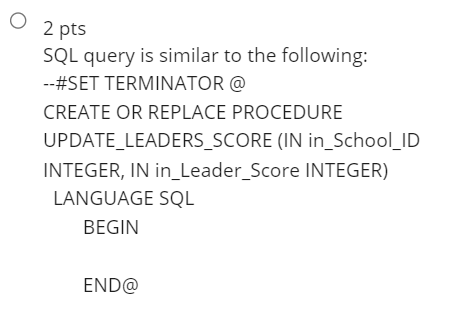 2 pts
SQL query is similar to the following:
--#SET TERMINATOR @
CREATE OR REPLACE PROCEDURE
UPDATE_LEADERS_SCORE (IN in_School_ID
INTEGER, IN in_Leader_Score INTEGER)
LANGUAGE SQL
BEGIN
END@